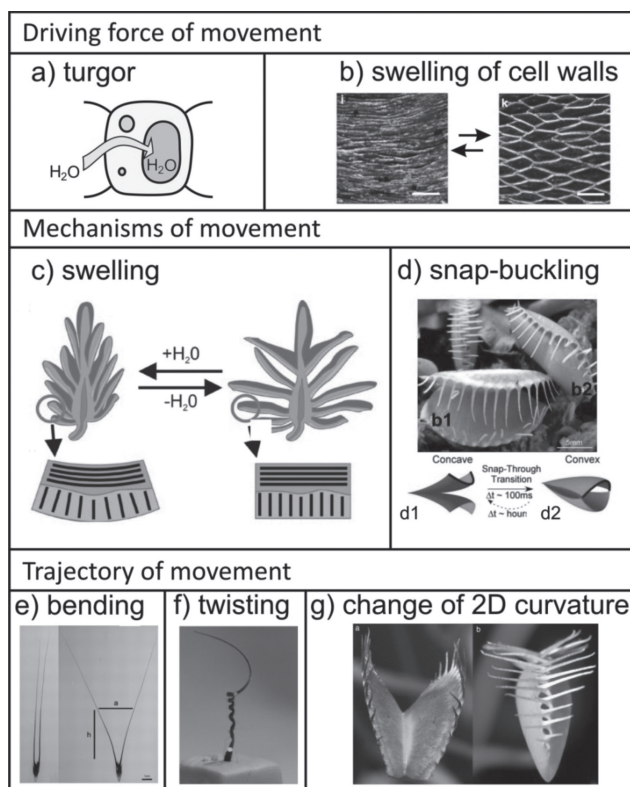 Driving force of movement
a) turgor
b) swelling of cell walls
H₂O
H₂O
j
k
Mechanisms of movement
c) swelling
d) snap-buckling
+H₂0
-H₂0
b1
b2
5mm
Concave
Snap-Through
Transition
Convex
d1
Δt ~ 100ms
Δt ~ hour
d2
Trajectory of movement
e) bending
f) twisting
g) change of 2D curvature
a
h
a
b